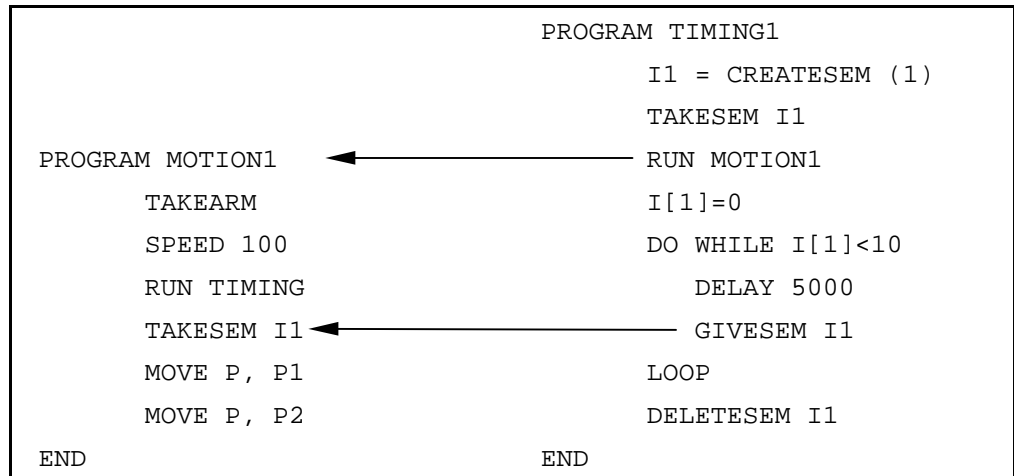 PROGRAM TIMING1
I1 = CREATESEM (1)
TAKESEM I1
PROGRAM MOTION1 RUN MOTION1
TAKEARM I[1]=0
SPEED 100 DO WHILE I[1]<10
RUN TIMING DELAY 5000
TAKESEM I1 GIVESEM I1
MOVE P, P1 LOOP
MOVE P, P2 DELETESEM I1
END END